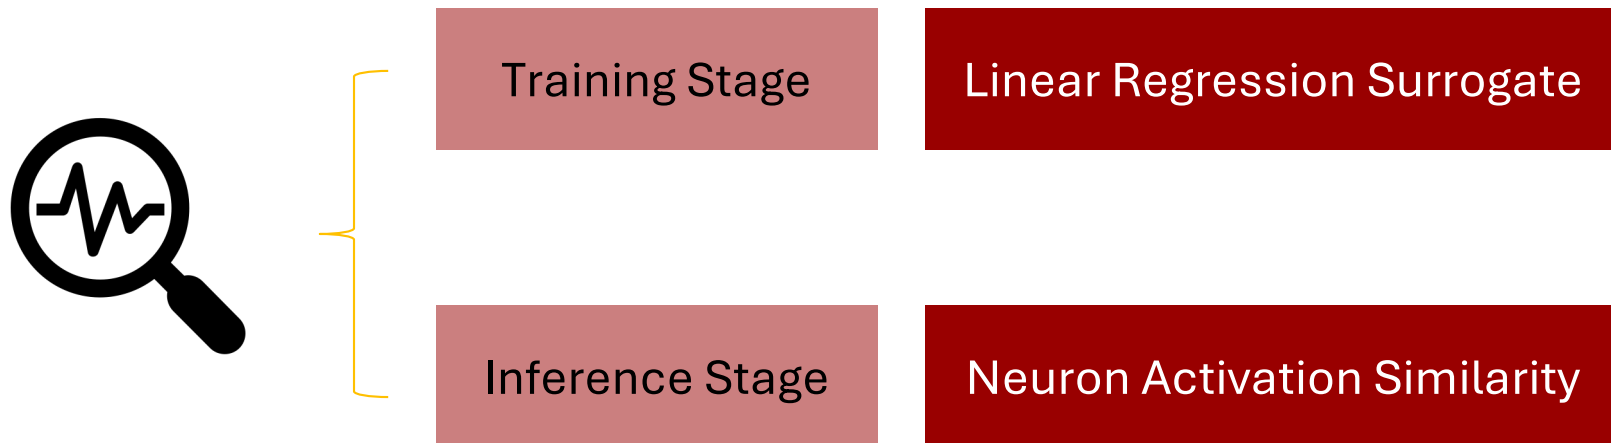 Training Stage
Linear Regression Surrogate
Inference Stage
Neuron Activation Similarity